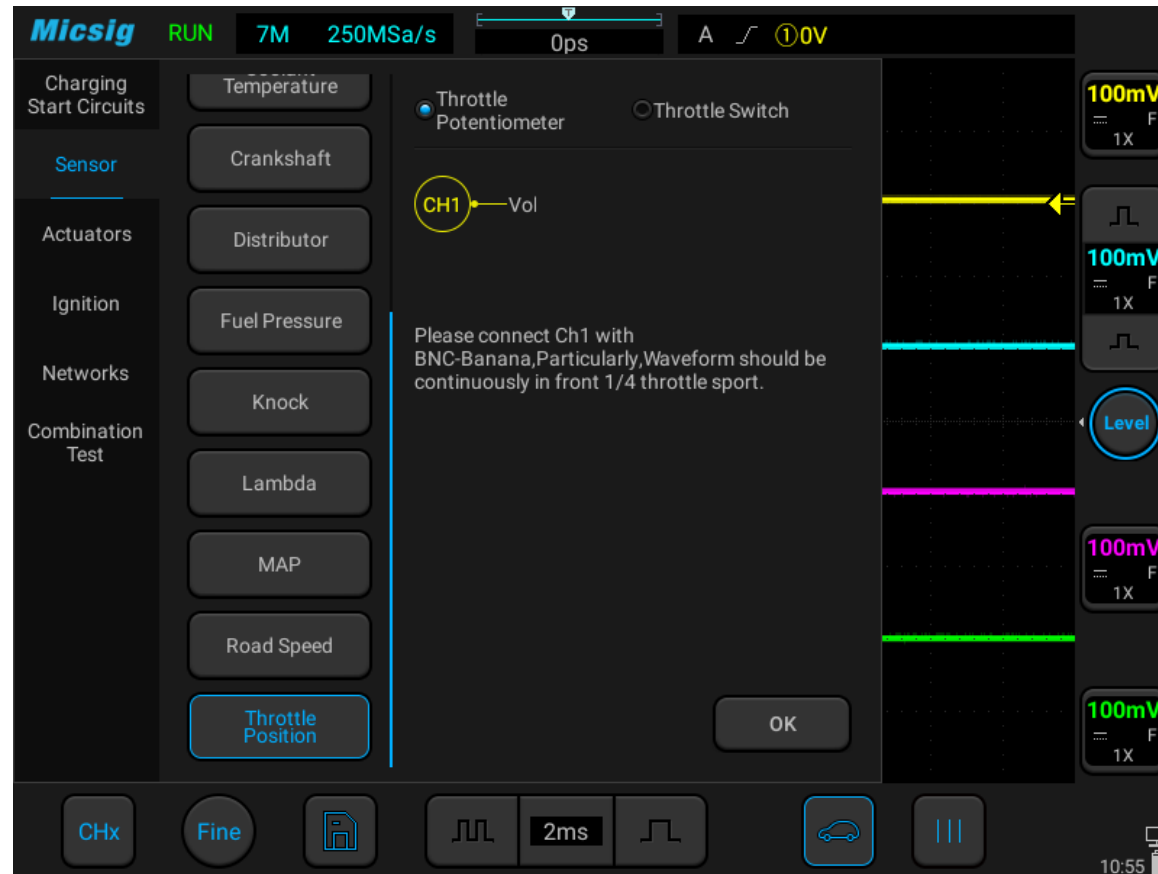 Micsig RUN 7M 250MSa/s T 0ps A 1 0V
Charging
Start Circuits
Sensor
Actuators
Ignition
Networks
Combination
Test
Temperature
Crankshaft
Distributor
Fuel Pressure
Knock
Lambda
MAP
Road Speed
Throttle
Position
Throttle
Potentiometer
Throttle Switch
CH1 Vol
Please connect Ch1 with
BNC-Banana,Particularly,Waveform should be
continuously in front 1/4 throttle sport.
OK
100mV
F
1X
100mV
F
1X
Level
100mV
F
1X
100mV
F
1X
CHx
Fine
2ms
10:55